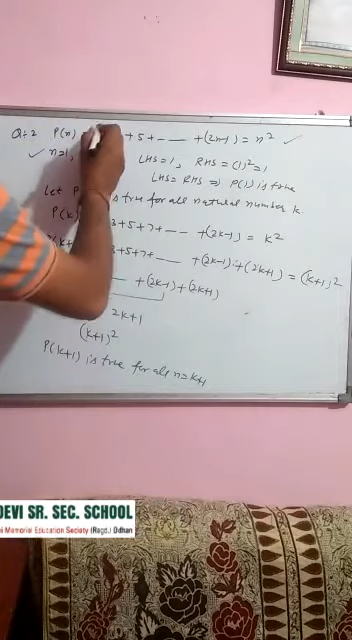 Q÷2 P(n) + 5 + —— +(2n-1) = n² ✓
✓ n=1, LHS=1, RHS=(1)²=1
LHS=RHS ⇒ P(1) is true
Let P is true for all natural number k.
P(k) 3+5+7+ —— +(2k-1) = k²
3+5+7+ —— +(2k-1)+(2k+1) = (k+1)²
—— +(2k-1)+(2k+1)
2k+1
(k+1)²
P(k+1) is true for all n=k+1
DEVI SR. SEC. SCHOOL
Memorial Education Society (Regd.) Odhan